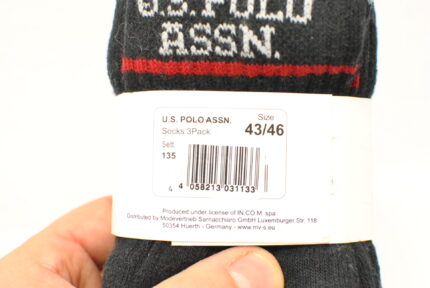 U.S. POLO
ASSN.
U.S. POLO ASSN.
Size
Socks 3Pack
43/46
Sett.
135
4 4 058213 031133
Produced under license of IN.CO.M. spa
Distributed by Modevertrieb GmbH Luxemburger Str. 118
50354 Huerth - Germany - www.mv-s.eu